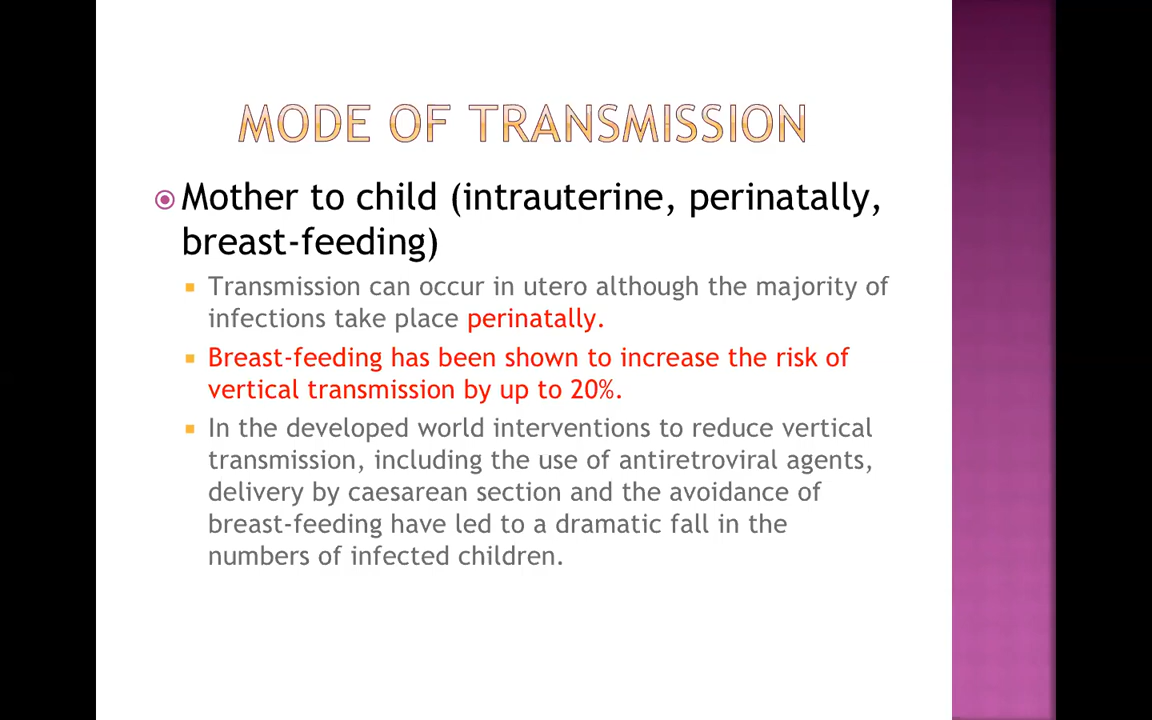 MODE OF TRANSMISSION
Mother to child (intrauterine, perinatally,
breast-feeding)
Transmission can occur in utero although the majority of
infections take place perinatally.
Breast-feeding has been shown to increase the risk of
vertical transmission by up to 20%.
In the developed world interventions to reduce vertical
transmission, including the use of antiretroviral agents,
delivery by caesarean section and the avoidance of
breast-feeding have led to a dramatic fall in the
numbers of infected children.